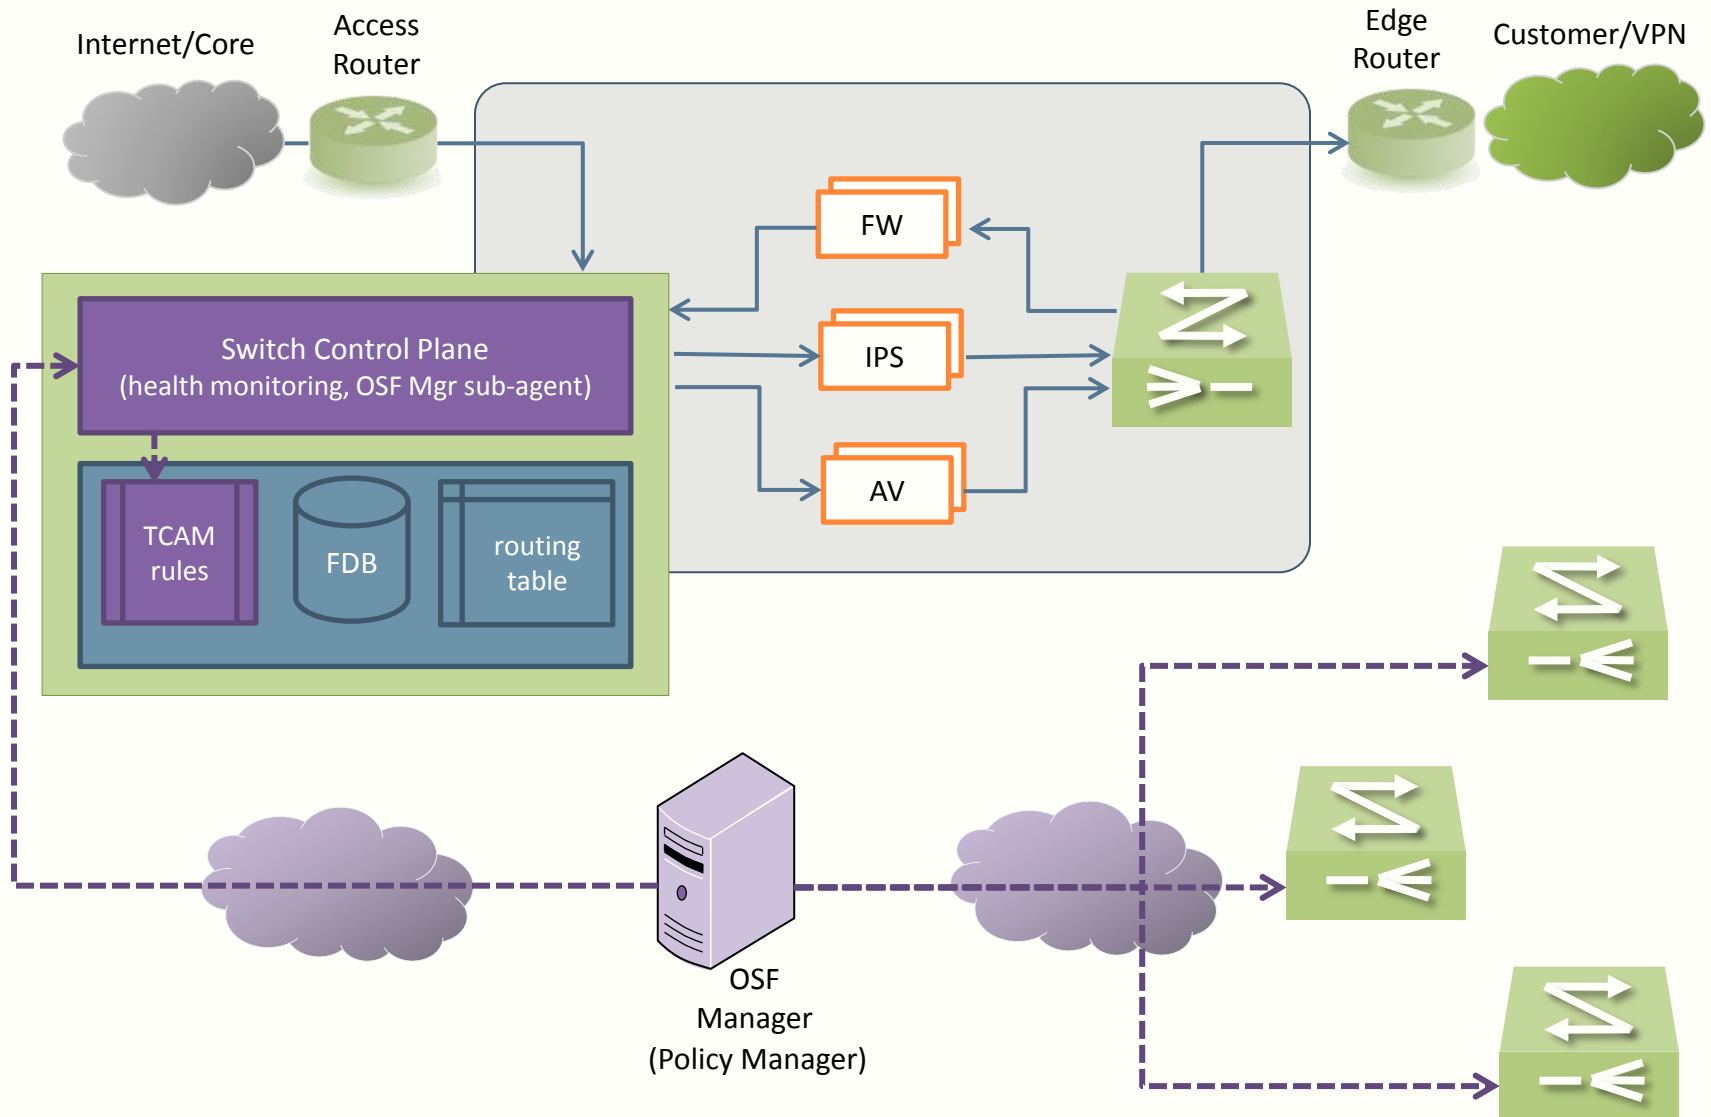 Internet/Core
Access
Router
Edge
Router
Customer/VPN
FW
IPS
AV
Switch Control Plane
(health monitoring, OSF Mgr sub-agent)
TCAM
rules
FDB
routing
table
OSF
Manager
(Policy Manager)